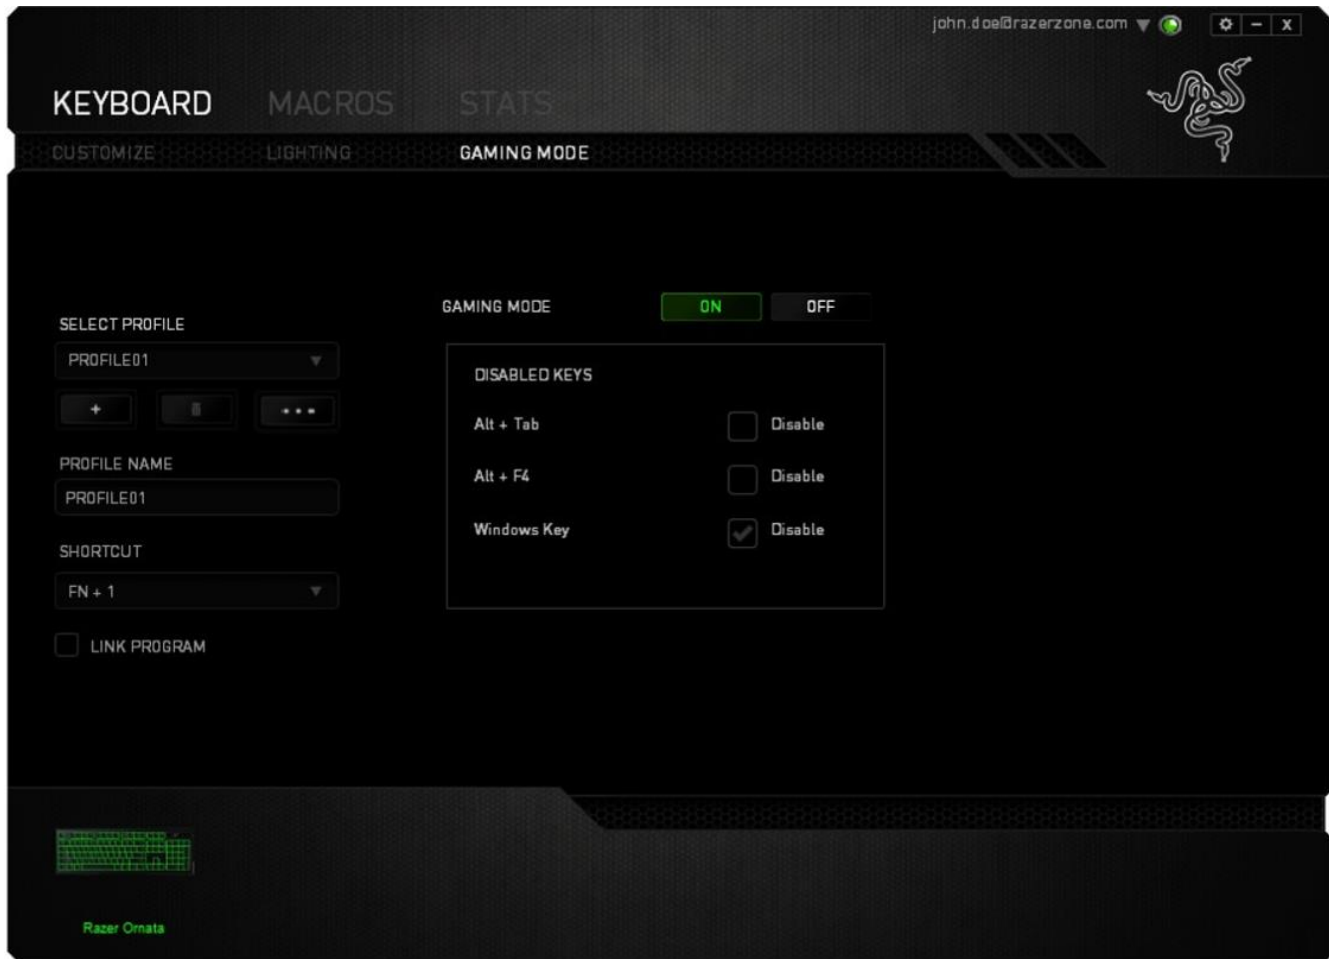 john.doe@razerzone.com
X
KEYBOARD MACROS STATS
CUSTOMIZE LIGHTING GAMING MODE
SELECT PROFILE
PROFILE01
+
PROFILE NAME
PROFILE01
SHORTCUT
FN + 1
LINK PROGRAM
GAMING MODE ON OFF
DISABLED KEYS
Alt + Tab Disable
Alt + F4 Disable
Windows Key Disable
Razer Ornata